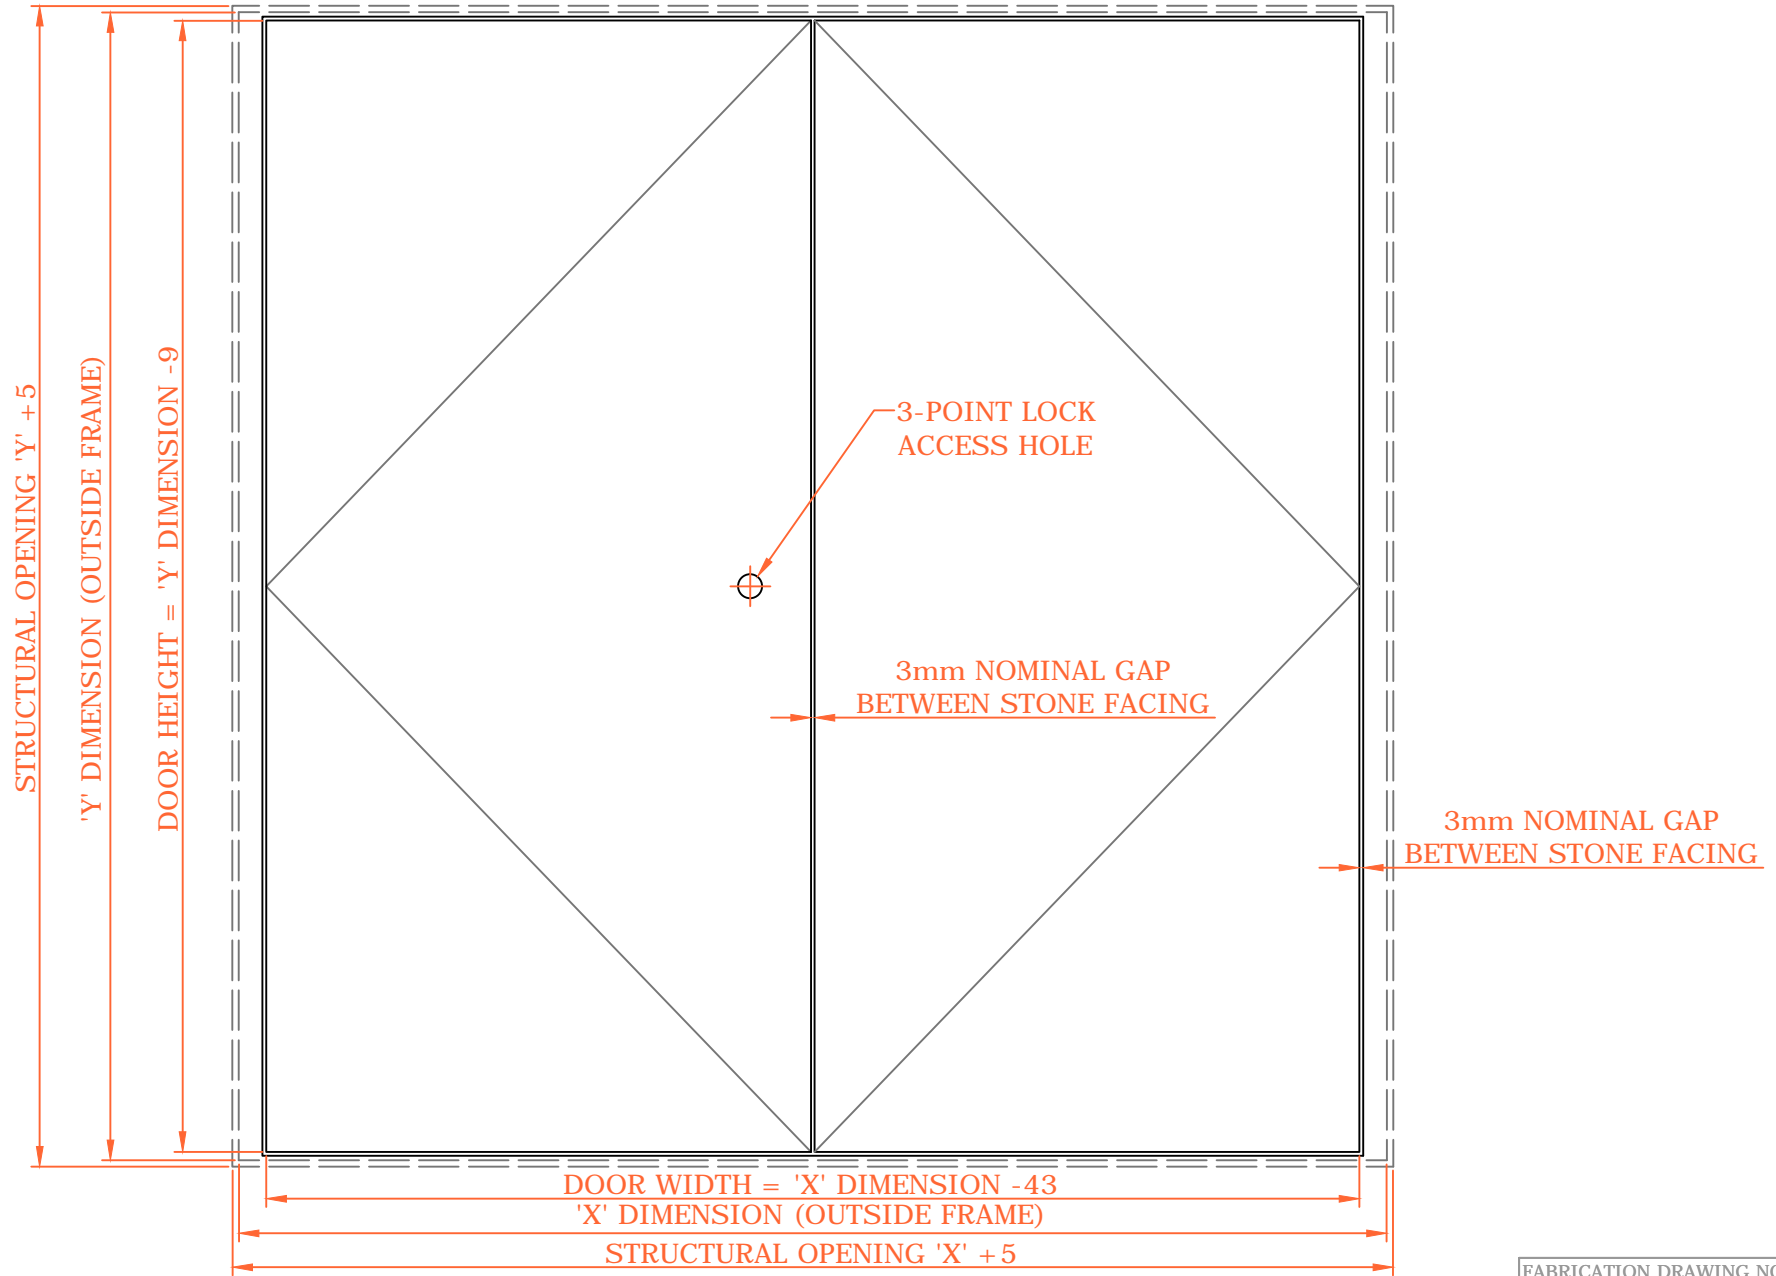 STRUCTURAL OPENING 'Y' +5
'Y' DIMENSION (OUTSIDE FRAME)
DOOR HEIGHT = 'Y' DIMENSION -9
3-POINT LOCK
ACCESS HOLE
3mm NOMINAL GAP
BETWEEN STONE FACING
3mm NOMINAL GAP
BETWEEN STONE FACING
DOOR WIDTH = 'X' DIMENSION -43
'X' DIMENSION (OUTSIDE FRAME)
STRUCTURAL OPENING 'X' +5
FABRICATION DRAWING NO